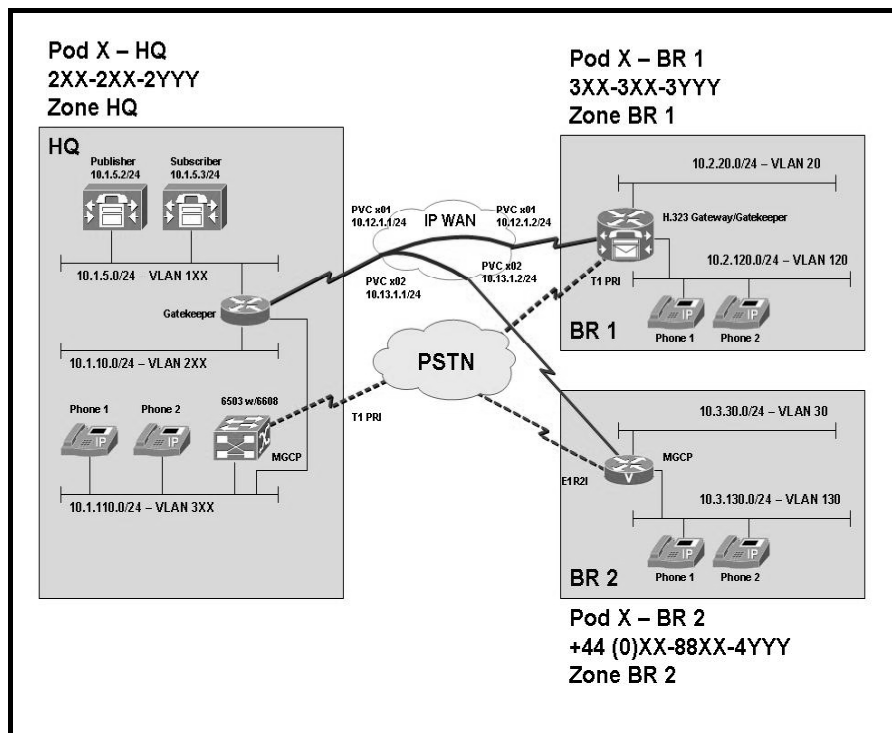 Pod X – HQ
2XX-2XX-2YYY
Zone HQ
HQ
Publisher
10.1.5.2/24
Subscriber
10.1.5.3/24
10.1.5.0/24 – VLAN 1XX
Gatekeeper
10.1.10.0/24 – VLAN 2XX
Phone 1
Phone 2
6503 w/6608
IP
IP
MGCP
10.1.110.0/24 – VLAN 3XX
PVC x01
10.12.1.1/24
IP WAN
PVC x01
10.12.1.2/24
PVC x02
10.13.1.1/24
PVC x02
10.13.1.2/24
PSTN
T1 PRI
Pod X – BR 1
3XX-3XX-3YYY
Zone BR 1
10.2.20.0/24 – VLAN 20
H.323 Gateway/Gatekeeper
10.2.120.0/24 – VLAN 120
T1 PRI
IP
IP
BR 1
Phone 1
Phone 2
10.3.30.0/24 – VLAN 30
MGCP
V
E1R2I
10.3.130.0/24 – VLAN 130
IP
IP
BR 2
Phone 1
Phone 2
Pod X – BR 2
+44 (0)XX-88XX-4YYY
Zone BR 2